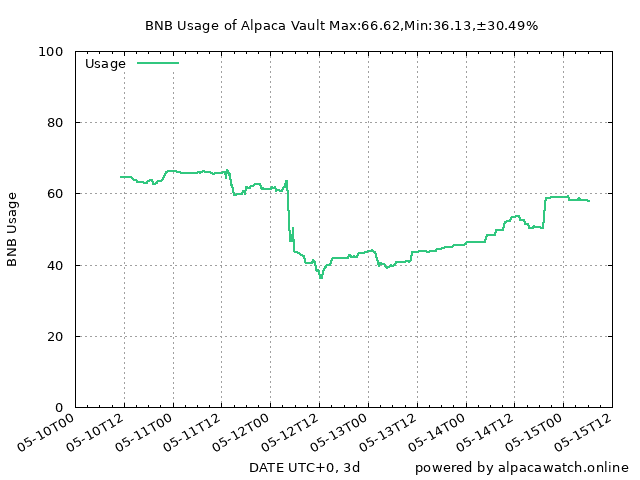 BNB Usage of Alpaca Vault Max:66.62,Min:36.13,±30.49%
100
Usage
80
60
BNB Usage
40
20
0
05-10T00
05-10T12
05-11T00
05-11T12
05-12T00
05-12T12
05-13T00
05-13T12
05-14T00
05-14T12
05-15T00
05-15T12
DATE UTC+0, 3d
powered by alpacawatch.online